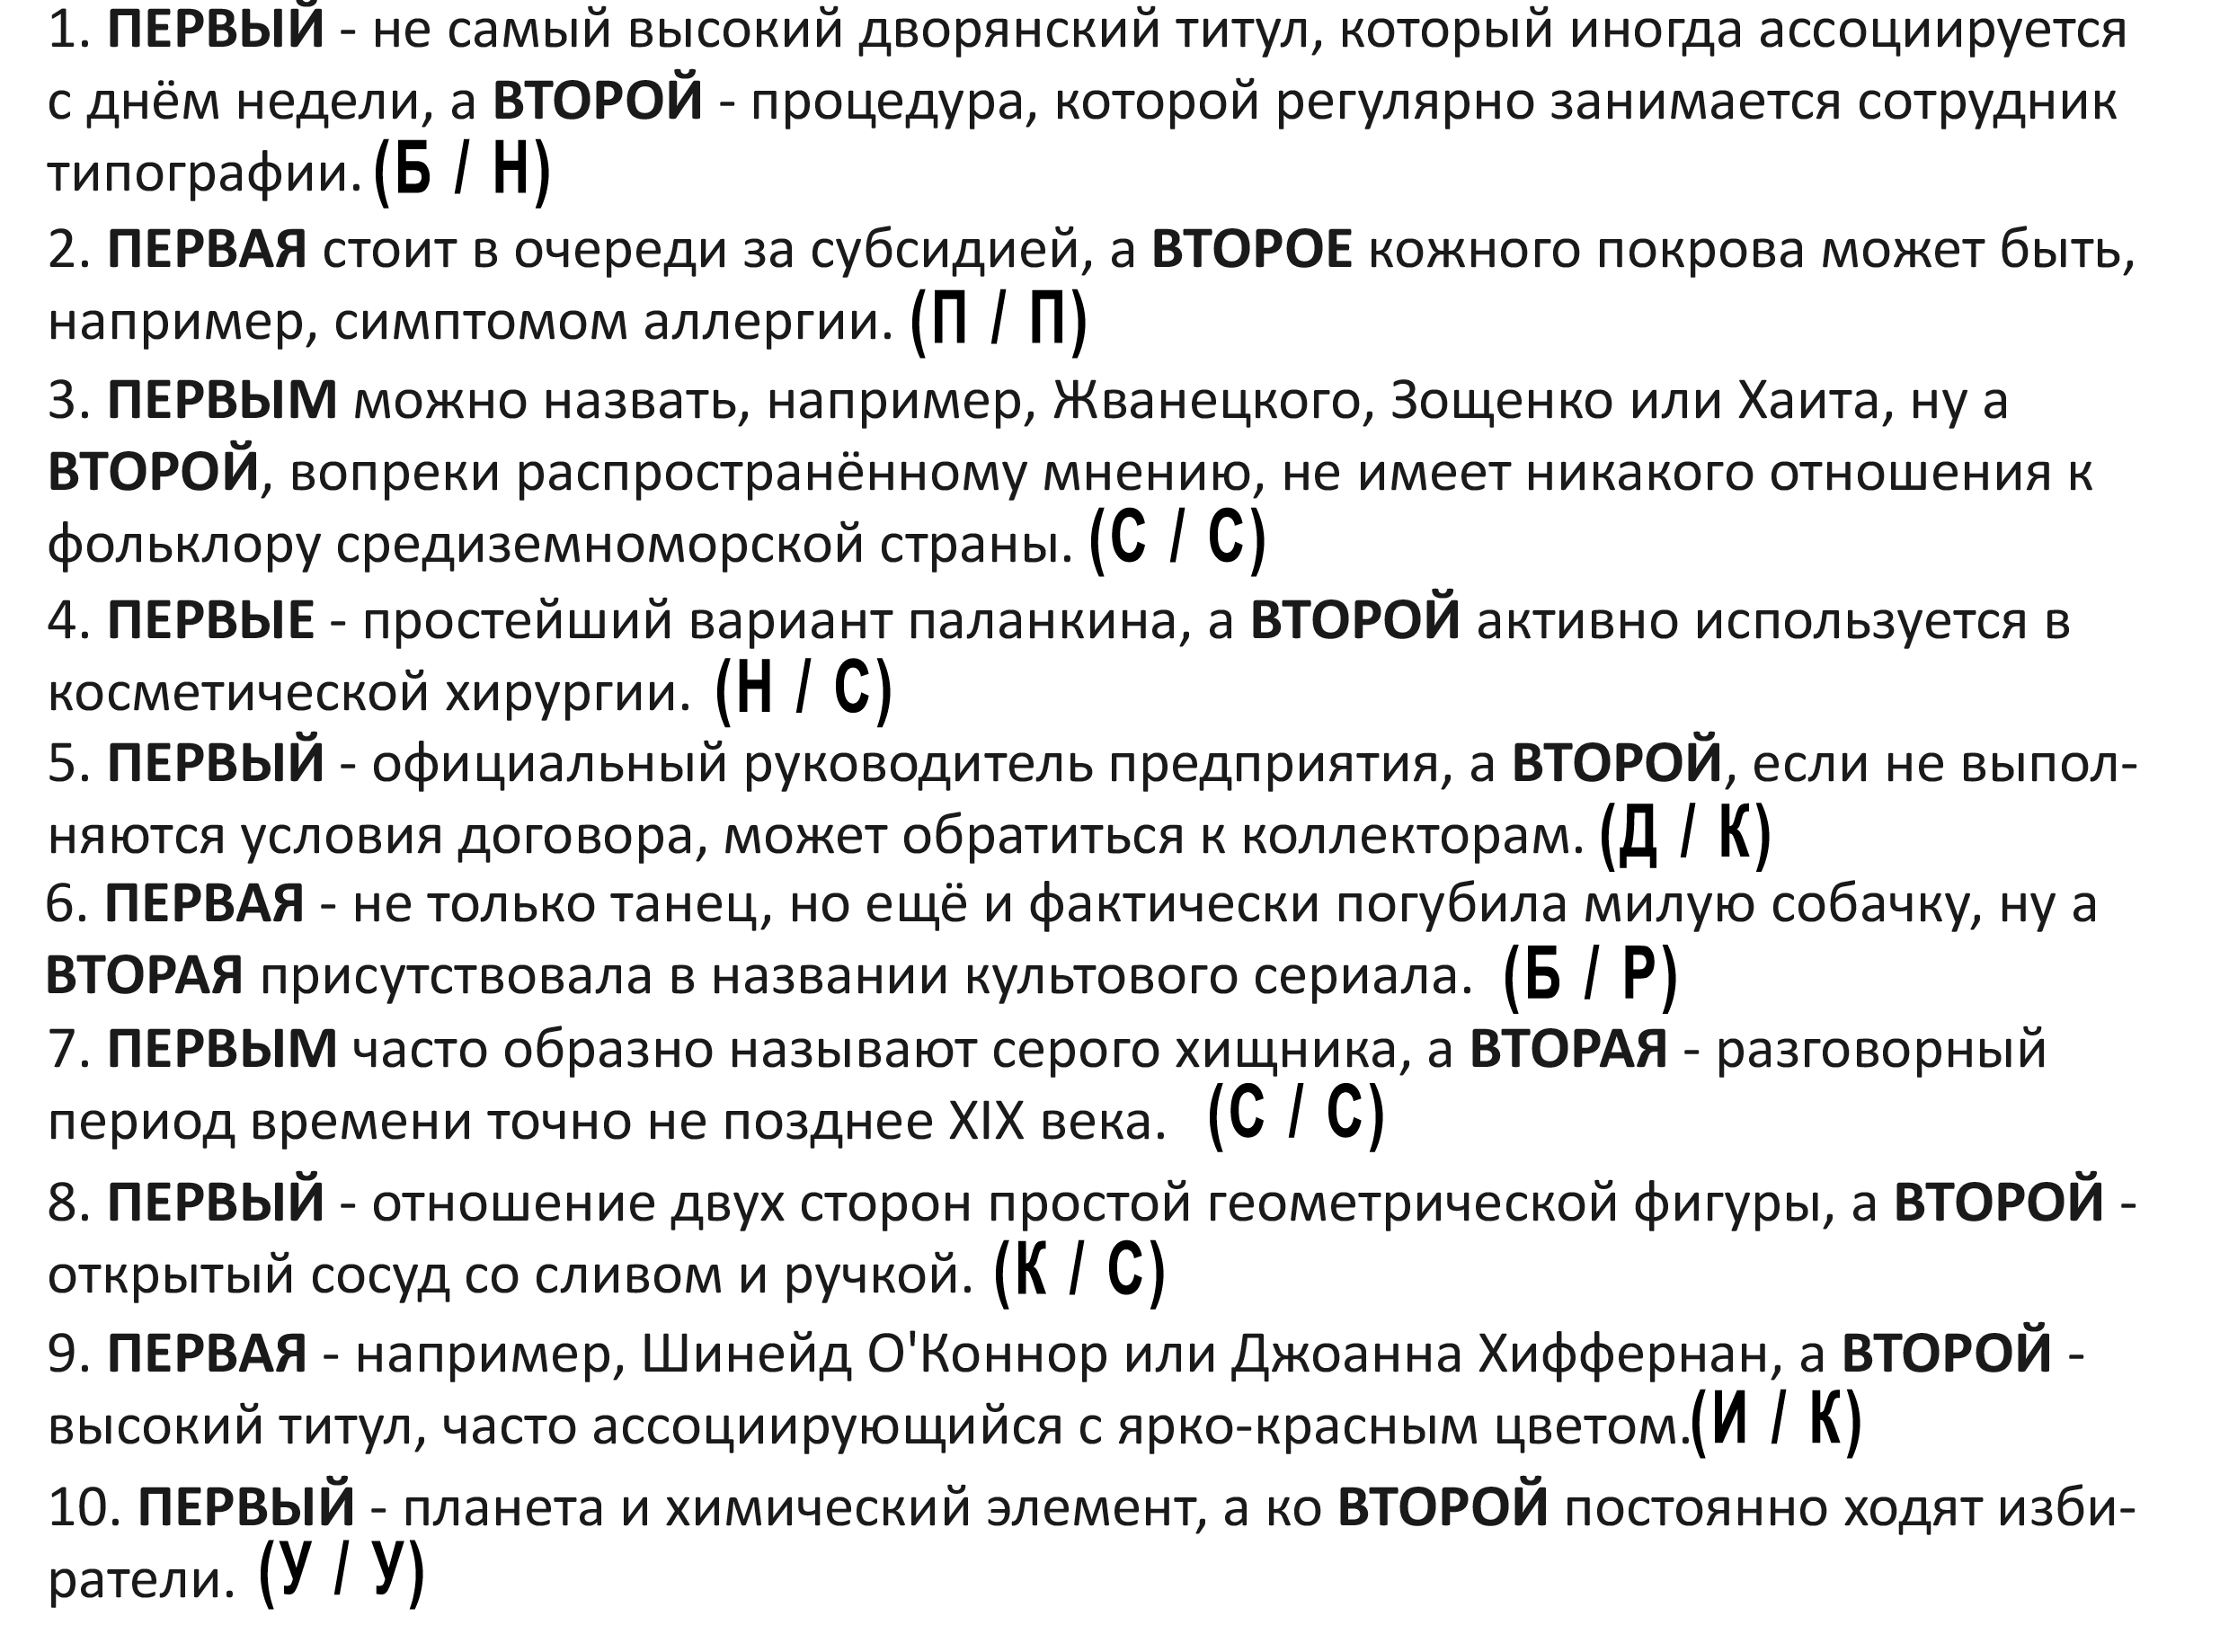 1. ПЕРВЫЙ - не самый высокий дворянский титул, который иногда ассоциируется
с днём недели, а ВТОРОЙ - процедура, которой регулярно занимается сотрудник
типографии. (Б / Н)
2. ПЕРВАЯ стоит в очереди за субсидией, а ВТОРОЕ кожного покрова может быть,
например, симптомом аллергии. (П / П)
3. ПЕРВЫМ можно назвать, например, Жванецкого, Зощенко или Хаита, ну а
ВТОРОЙ, вопреки распространённому мнению, не имеет никакого отношения к
фольклору средиземноморской страны. (С / С)
4. ПЕРВЫЕ - простейший вариант паланкина, а ВТОРОЙ активно используется в
косметической хирургии. (Н / С)
5. ПЕРВЫЙ - официальный руководитель предприятия, а ВТОРОЙ, если не выпол-
няются условия договора, может обратиться к коллекторам. (Д / К)
6. ПЕРВАЯ - не только танец, но ещё и фактически погубила милую собачку, ну а
ВТОРАЯ присутствовала в названии культового сериала. (Б / Р)
7. ПЕРВЫМ часто образно называют серого хищника, а ВТОРАЯ - разговорный
период времени точно не позднее XIX века. (С / С)
8. ПЕРВЫЙ - отношение двух сторон простой геометрической фигуры, а ВТОРОЙ -
открытый сосуд со сливом и ручкой. (К / С)
9. ПЕРВАЯ - например, Шинейд О'Коннор или Джоанна Хиффернан, а ВТОРОЙ -
высокий титул, часто ассоциирующийся с ярко-красным цветом.(И / К)
10. ПЕРВЫЙ - планета и химический элемент, а ко ВТОРОЙ постоянно ходят изби-
ратели. (У / У)